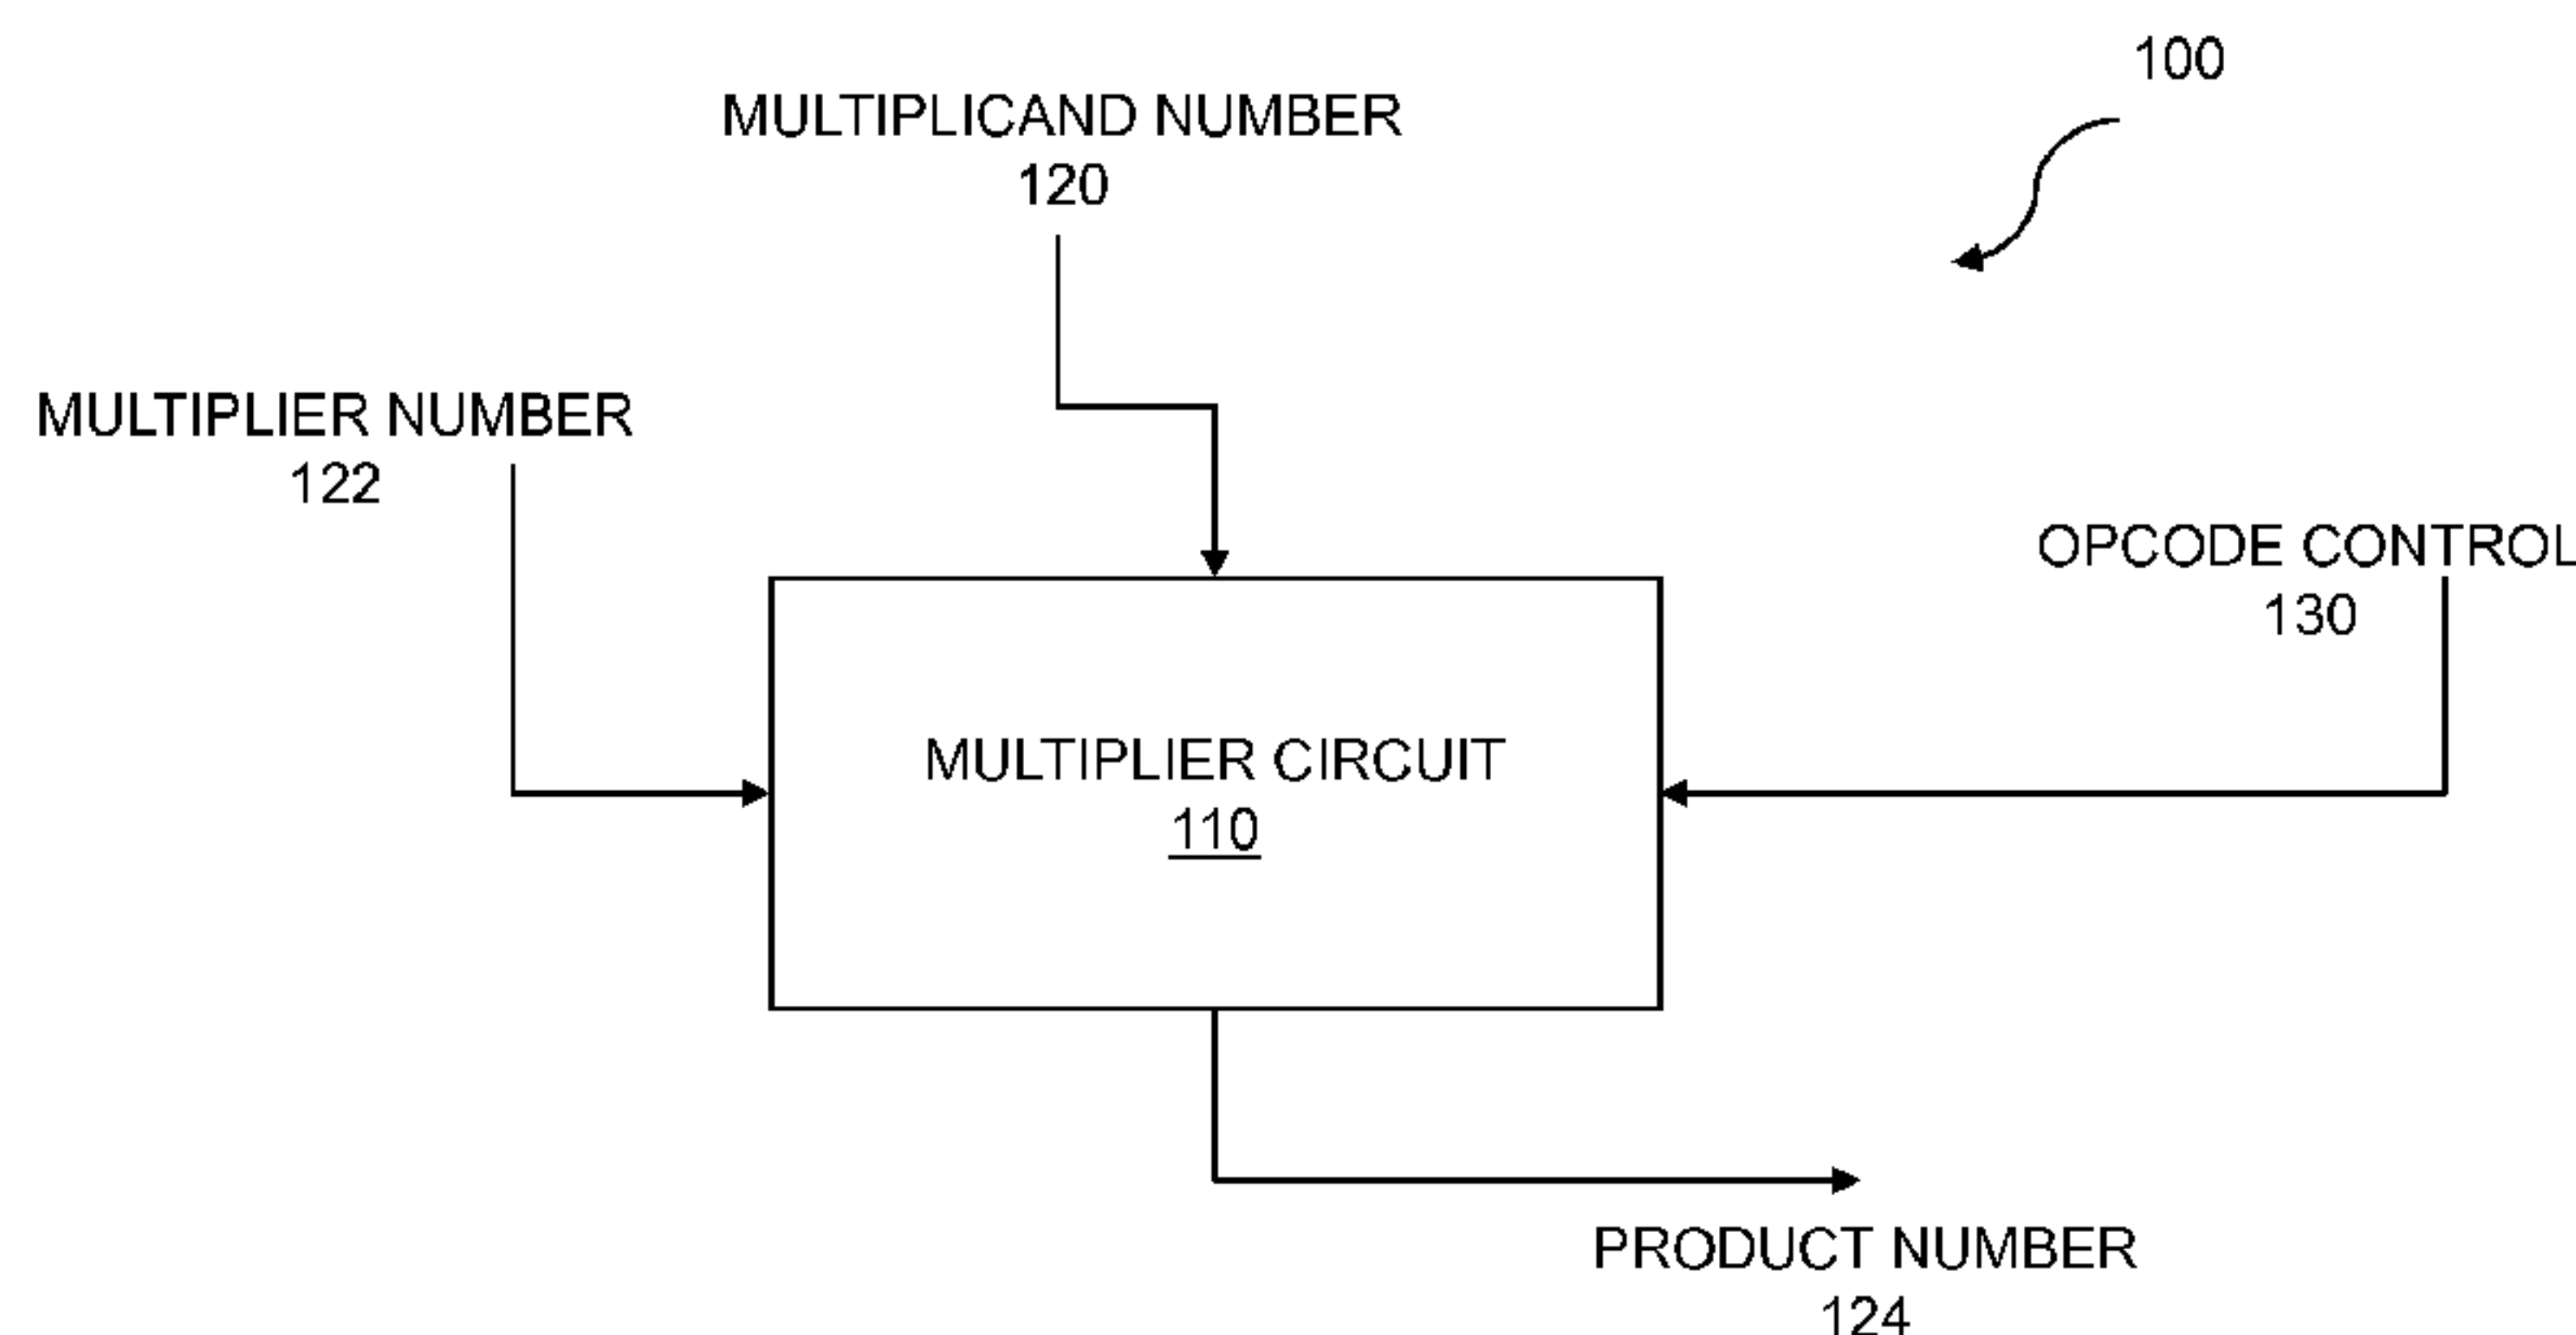 100
MULTIPLICAND NUMBER
120
MULTIPLIER NUMBER
122
OPCODE CONTROL
130
MULTIPLIER CIRCUIT
110
PRODUCT NUMBER
124